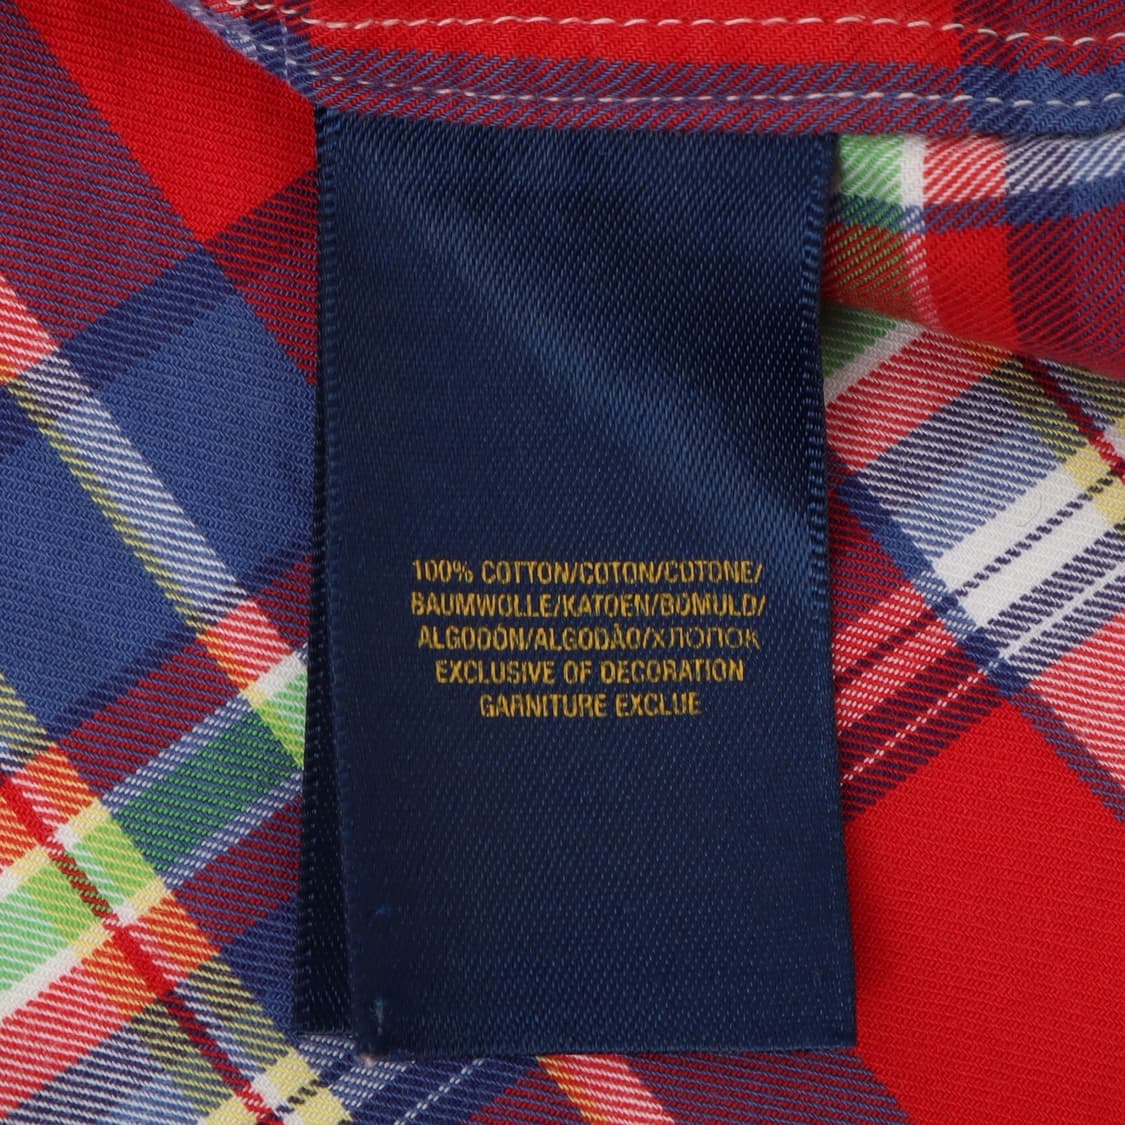 100% COTTON/COTON/COTONE/
BAUMWOLLE/KATOEN/BOMULD/
ALGODÓN/ALGODÃO/ХЛОПОК
EXCLUSIVE OF DECORATION
GARNITURE EXCLUE